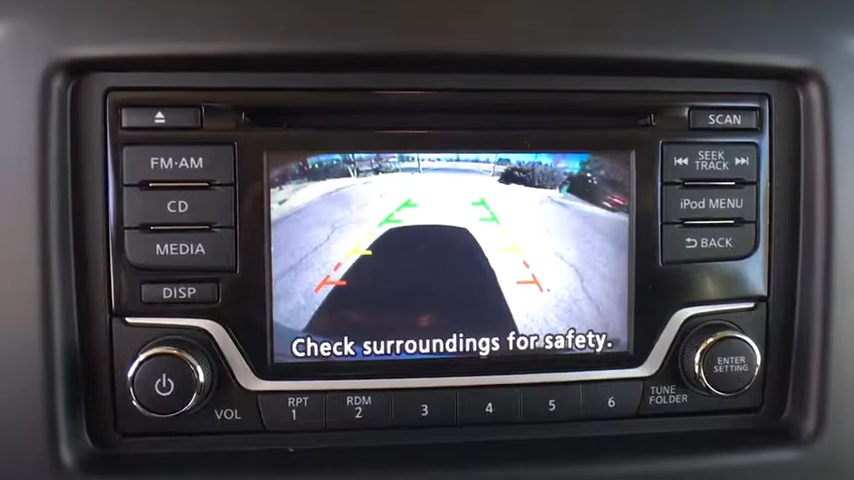 SCAN
FM·AM
CD
MEDIA
DISP
SEEK
TRACK
iPod MENU
BACK
Check surroundings for safety.
ENTER
SETTING
VOL
RPT
1
RDM
2
3
4
5
6
TUNE
FOLDER